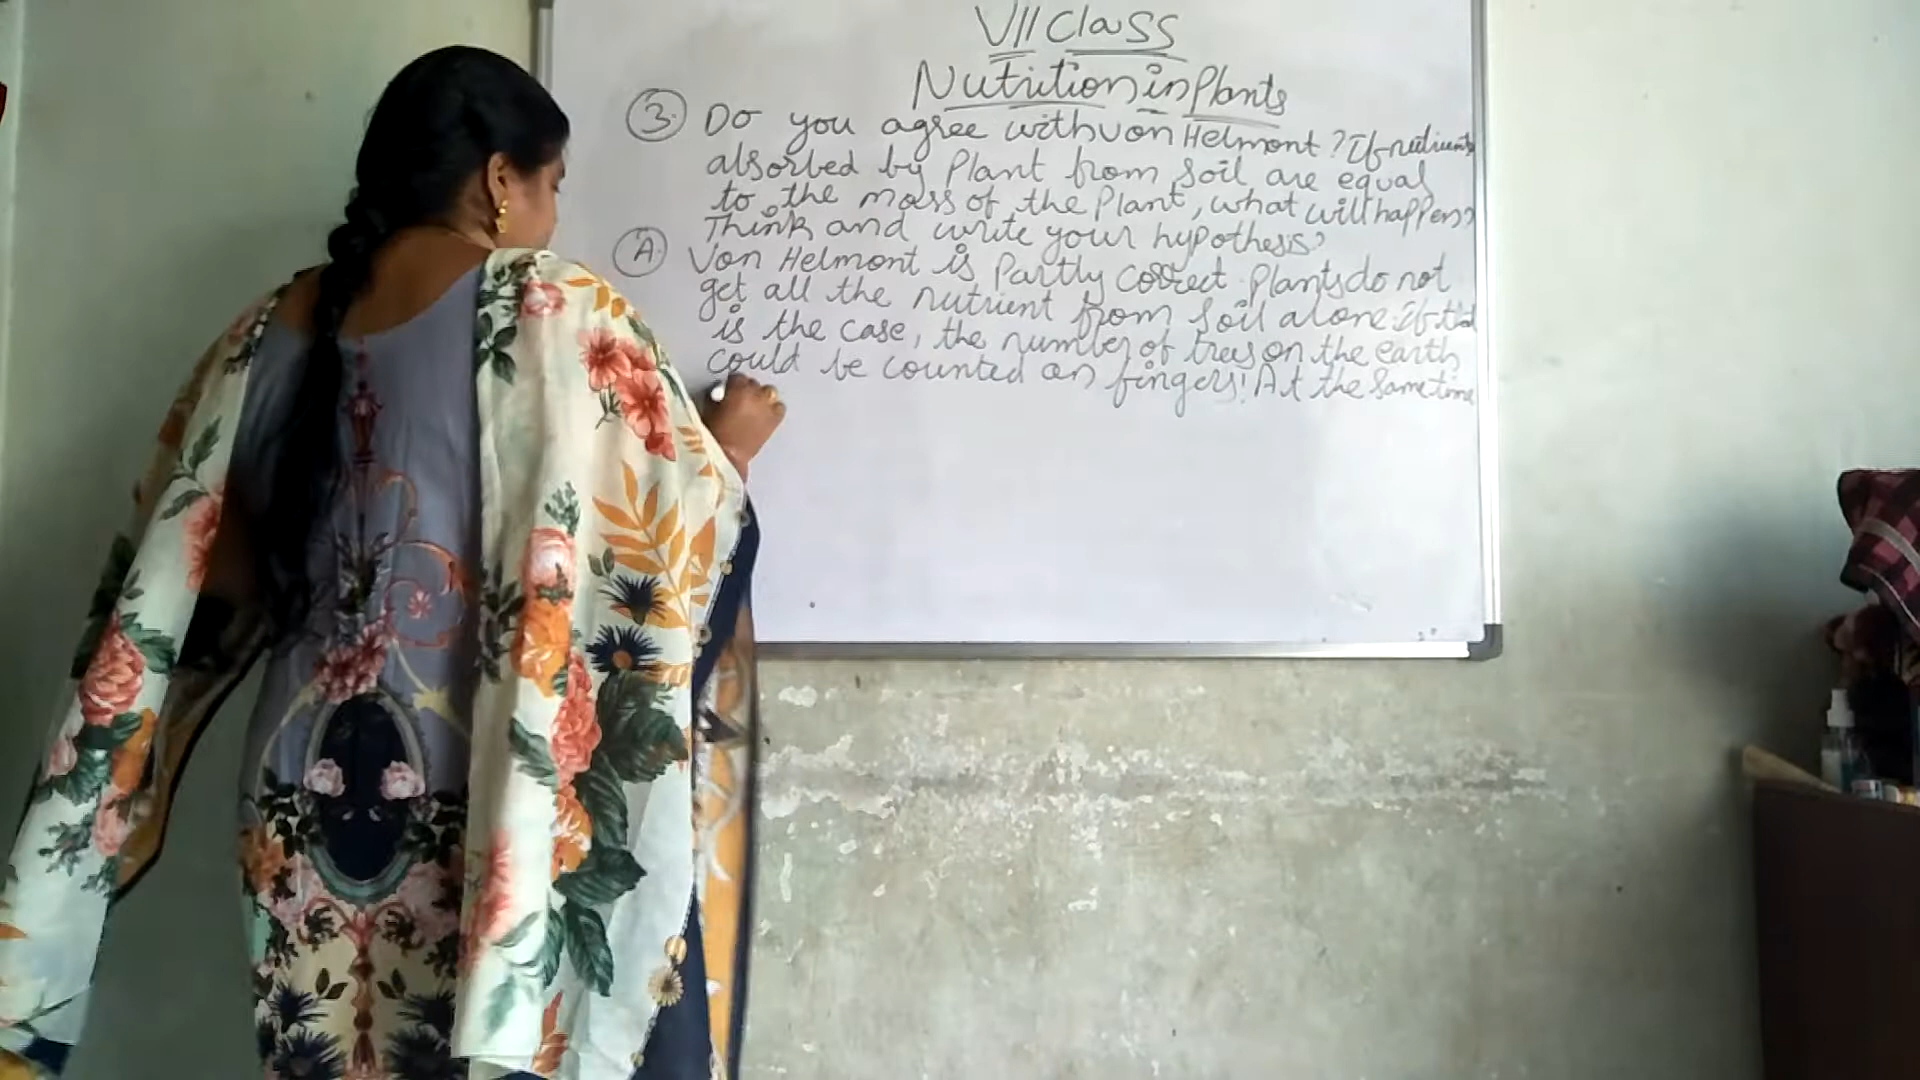 VII Class
Nutrition in Plants
3. Do you agree with von Helmont? If nutrients
absorbed by Plant from Soil are equal
to the mass of the Plant, what will happen?
Think and write your hypothesis?
A. Von Helmont is Partly correct. Plants do not
get all the nutrient from Soil alone. If that
is the case, the number of trees on the earth
could be counted on fingers! At the Same time